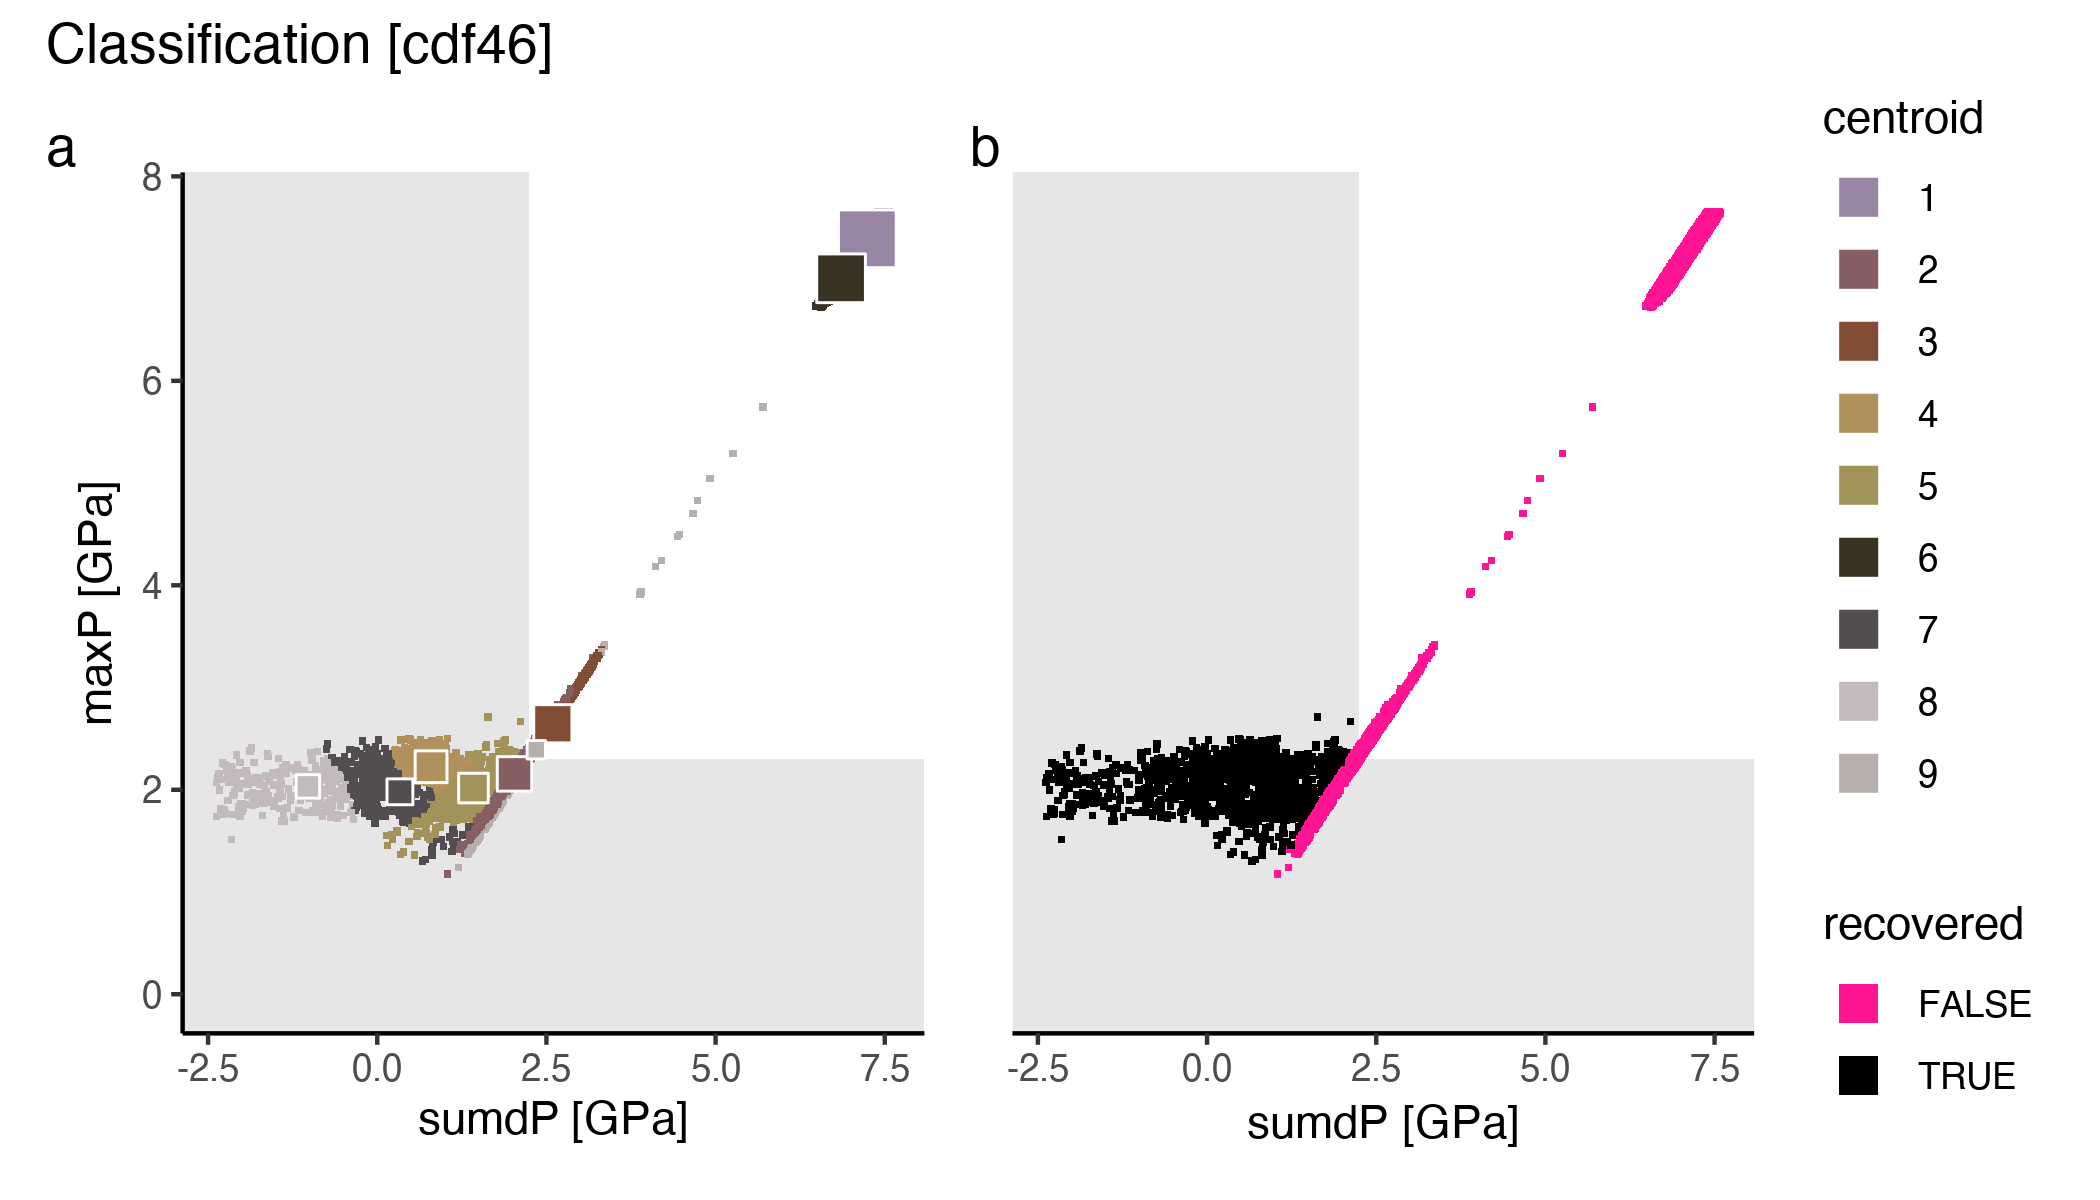 Classification [cdf46]
a
b
maxP [GPa]
8
6
4
2
0
-2.5 0.0 2.5 5.0 7.5
sumdP [GPa]
-2.5 0.0 2.5 5.0 7.5
sumdP [GPa]
centroid
1
2
3
4
5
6
7
8
9
recovered
FALSE
TRUE